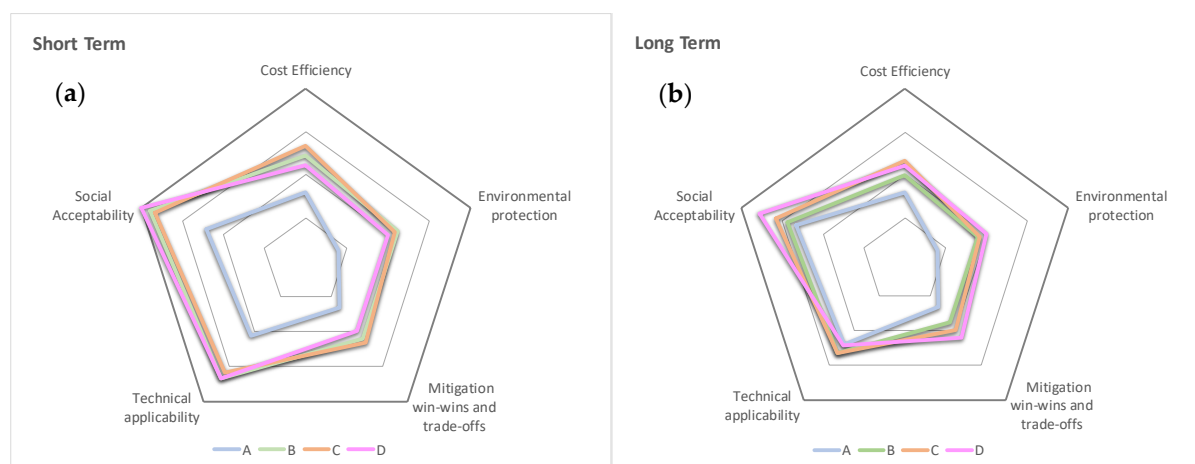 Short Term
(a)
Cost Efficiency
Social
Acceptability
Environmental
protection
Technical
applicability
Mitigation
win-wins and
trade-offs
A B C D
Long Term
(b)
Cost Efficiency
Social
Acceptability
Environmental
protection
Technical
applicability
Mitigation
win-wins and
trade-offs
A B C D